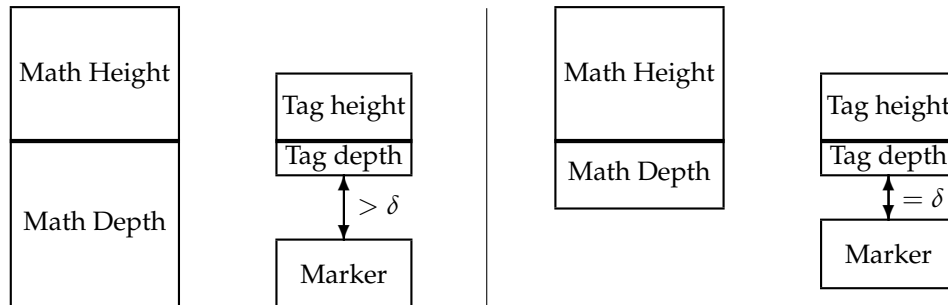 Math Height
Tag height
Tag depth
> δ
Math Depth
Marker
Math Height
Tag height
Tag depth
Math Depth
= δ
Marker